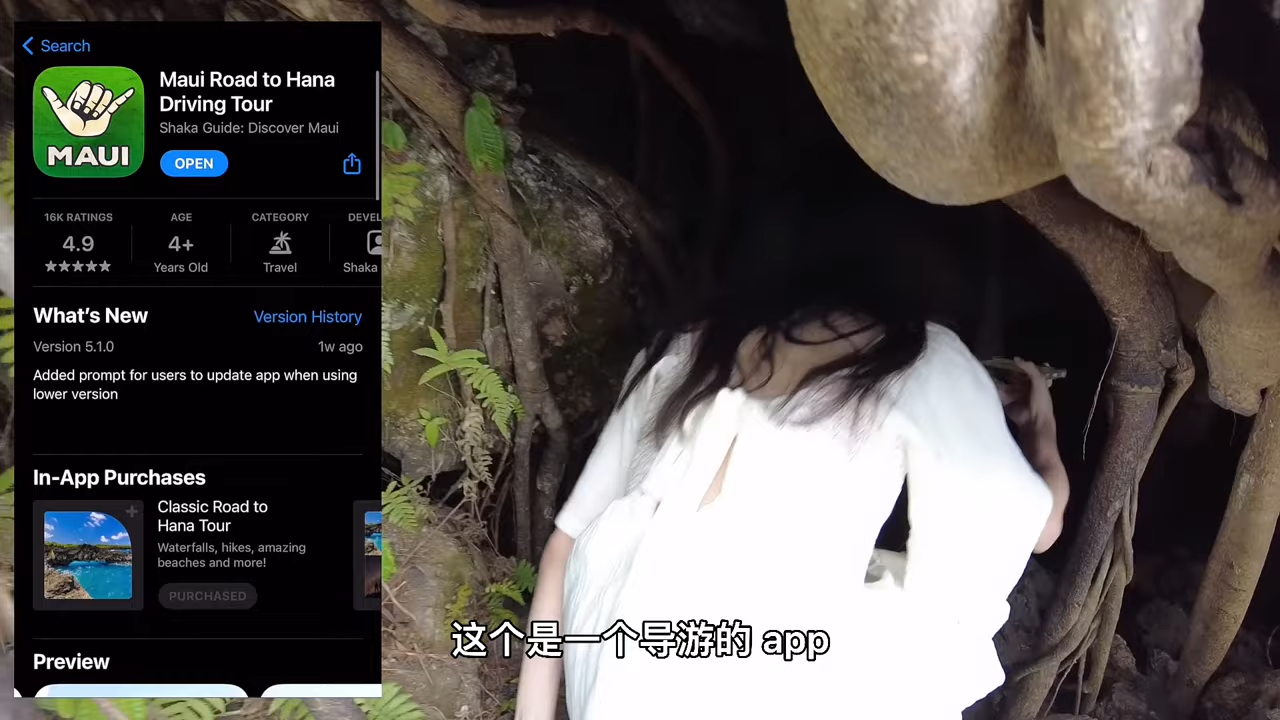 Search
Maui Road to Hana
Driving Tour
Shaka Guide: Discover Maui
MAUI
OPEN
16K RATINGS
AGE
CATEGORY
4.9
4+
Years Old
Travel
Shaka
What's New
Version History
Version 5.1.0
1w ago
Added prompt for users to update app when using
lower version
In-App Purchases
Classic Road to
Hana Tour
Waterfalls, hikes, amazing
beaches and more!
PURCHASED
Preview
这个是一个导游的 app